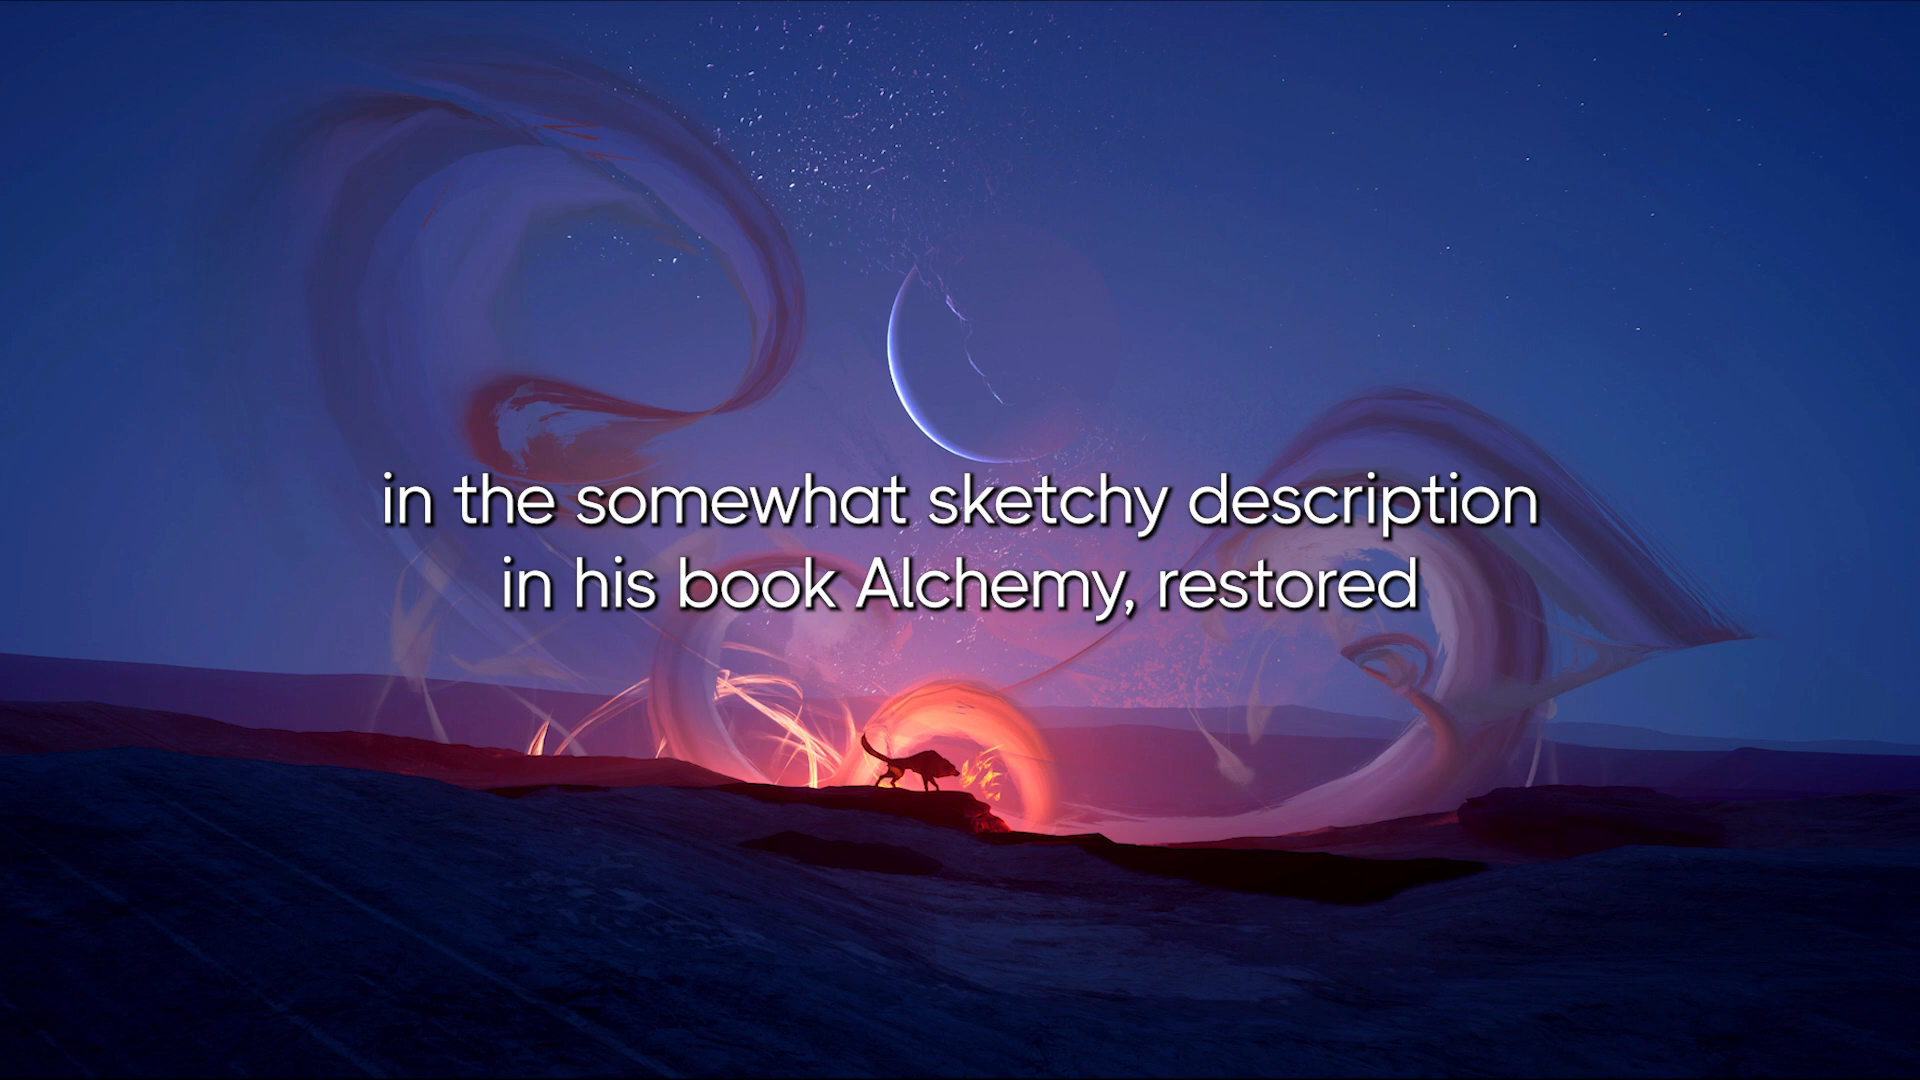 in the somewhat sketchy description
in his book Alchemy, restored